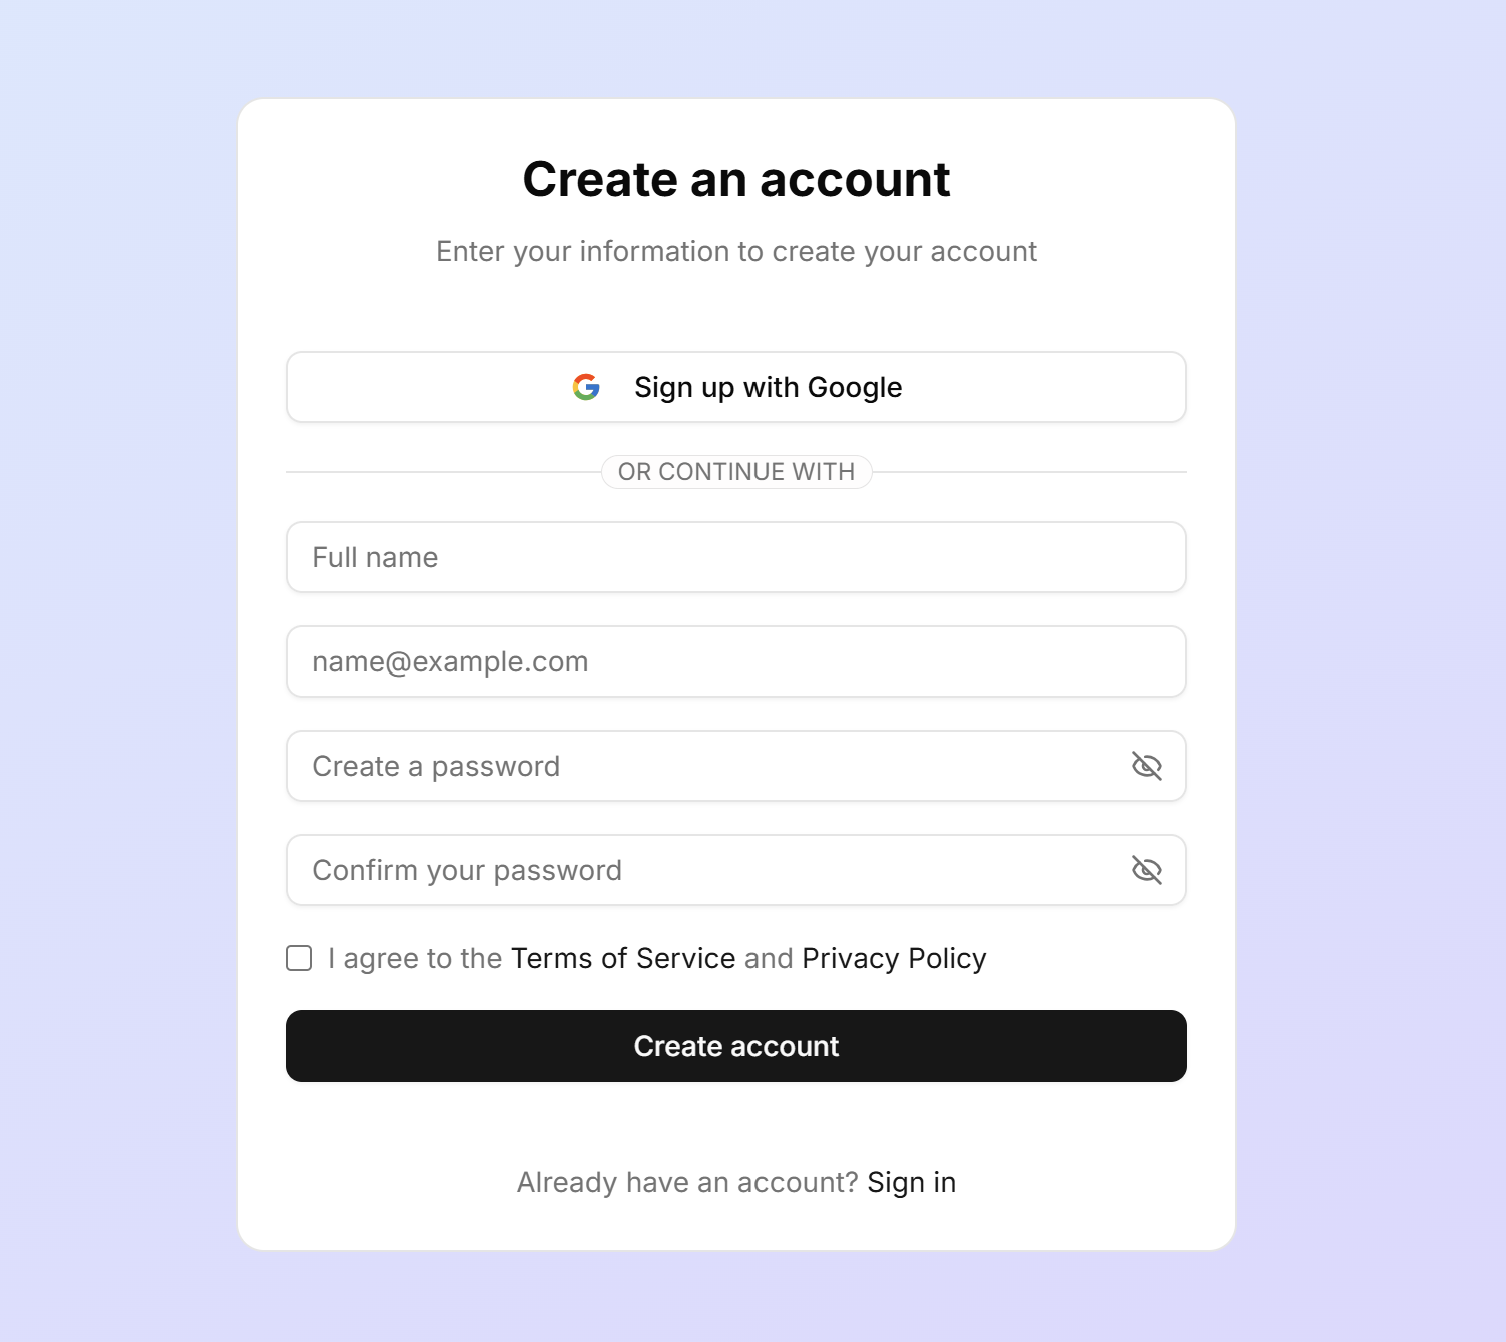 Create an account
Enter your information to create your account
Sign up with Google
OR CONTINUE WITH
Full name
name@example.com
Create a password
Confirm your password
I agree to the Terms of Service and Privacy Policy
Create account
Already have an account? Sign in